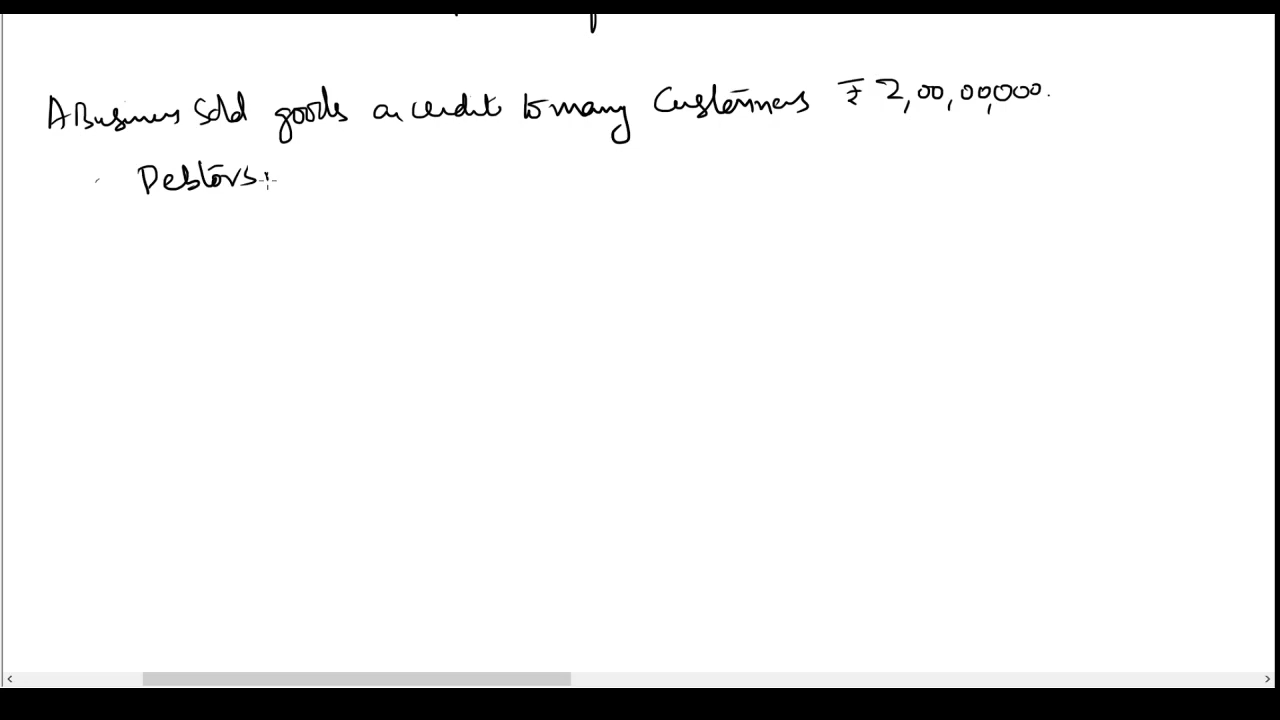 A Business Sold goods on credit to many Customers ₹ 2,00,00,000.
Debtors: